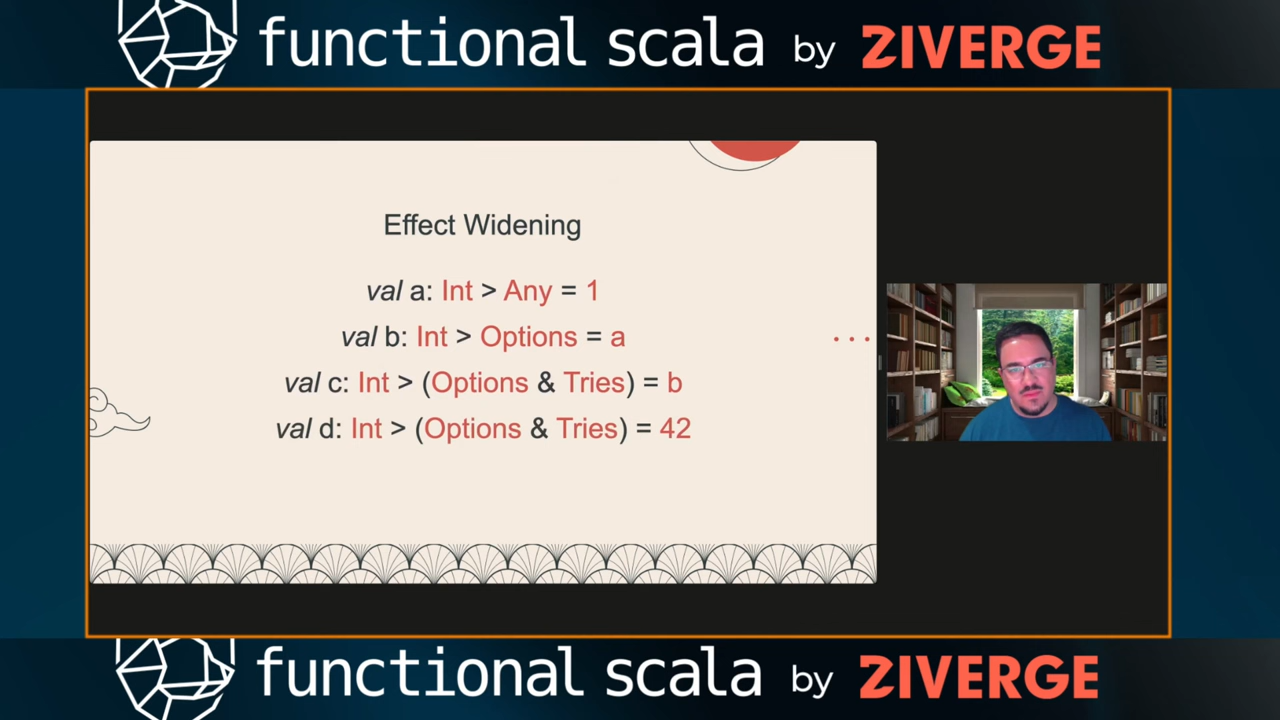 functional scala by ZIVERGE
Effect Widening
val a: Int > Any = 1
val b: Int > Options = a
val c: Int > (Options & Tries) = b
val d: Int > (Options & Tries) = 42
functional scala by ZIVERGE